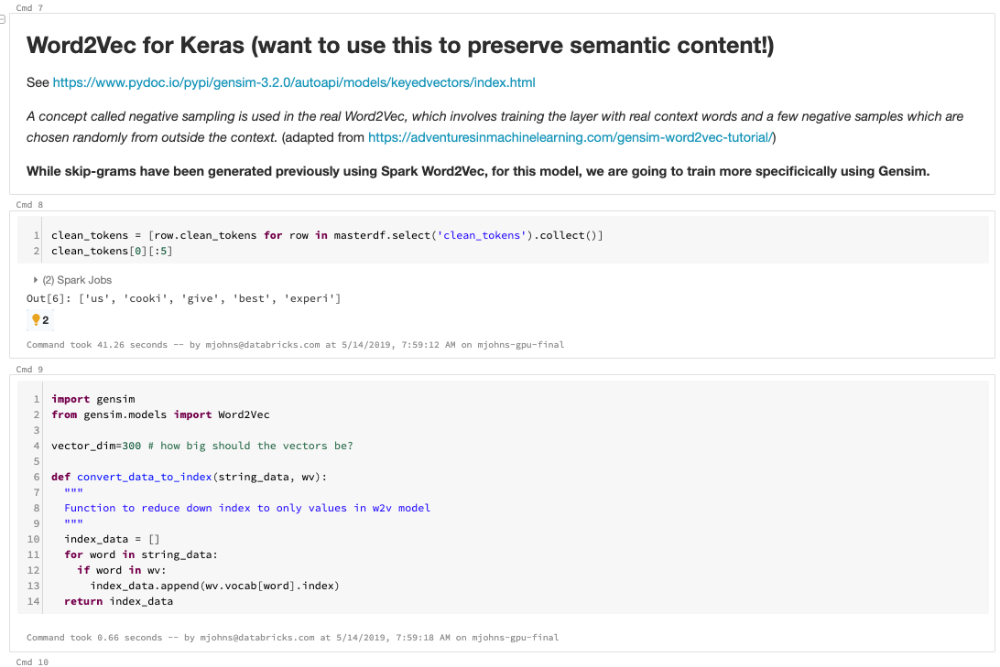 Cmd 7
Word2Vec for Keras (want to use this to preserve semantic content!)
See https://www.pydoc.io/pypi/gensim-3.2.0/autoapi/models/keyedvectors/index.html
A concept called negative sampling is used in the real Word2Vec, which involves training the layer with real context words and a few negative samples which are
chosen randomly from outside the context. (adapted from https://adventuresinmachinelearning.com/gensim-word2vec-tutorial/)
While skip-grams have been generated previously using Spark Word2Vec, for this model, we are going to train more specificically using Gensim.
Cmd 8
1 clean_tokens = [row.clean_tokens for row in masterdf.select('clean_tokens').collect()]
2 clean_tokens[0][:5]
(2) Spark Jobs
Out[6]: ['us', 'cooki', 'give', 'best', 'experi']
2
Command took 41.26 seconds -- by mjohns@databricks.com at 5/14/2019, 7:59:12 AM on mjohns-gpu-final
Cmd 9
1 import gensim
2 from gensim.models import Word2Vec
3
4 vector_dim=300 # how big should the vectors be?
5
6 def convert_data_to_index(string_data, wv):
7 """
8 Function to reduce down index to only values in w2v model
9 """
10 index_data = []
11 for word in string_data:
12 if word in wv:
13 index_data.append(wv.vocab[word].index)
14 return index_data
Command took 0.66 seconds -- by mjohns@databricks.com at 5/14/2019, 7:59:18 AM on mjohns-gpu-final
Cmd 10